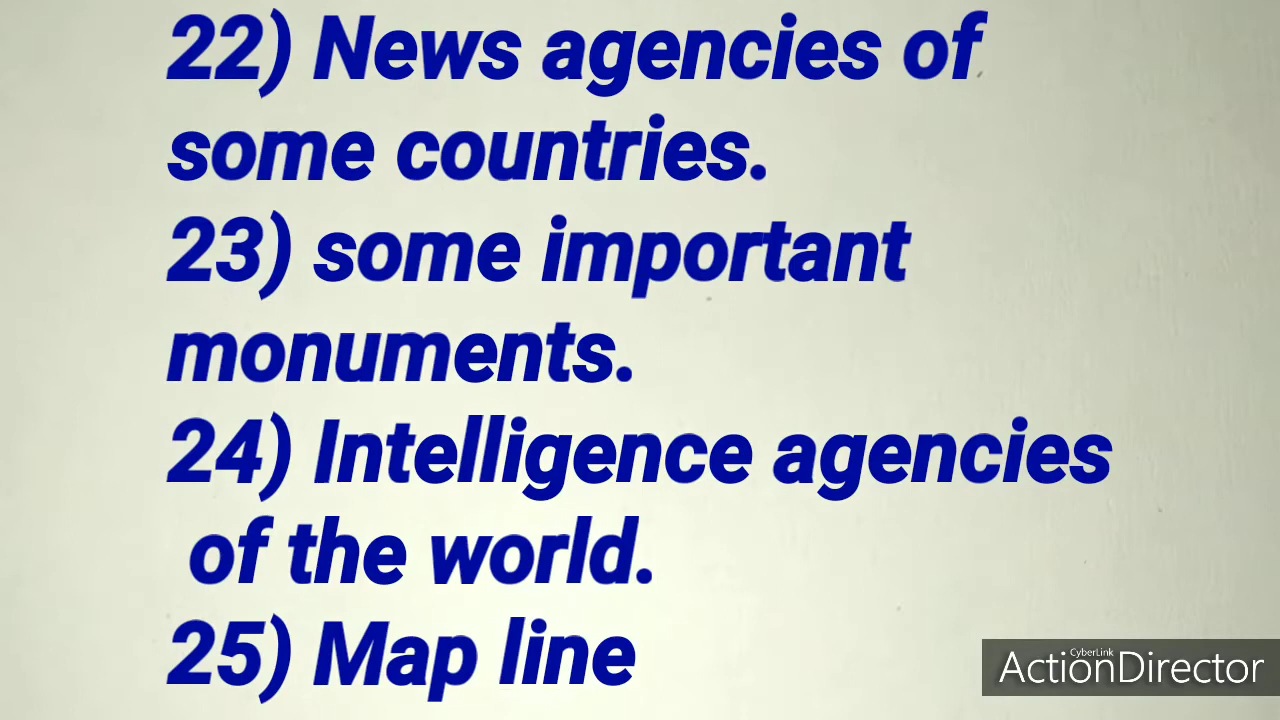 22) News agencies of
some countries.
23) some important
monuments.
24) Intelligence agencies
of the world.
25) Map line
CyberLink
ActionDirector